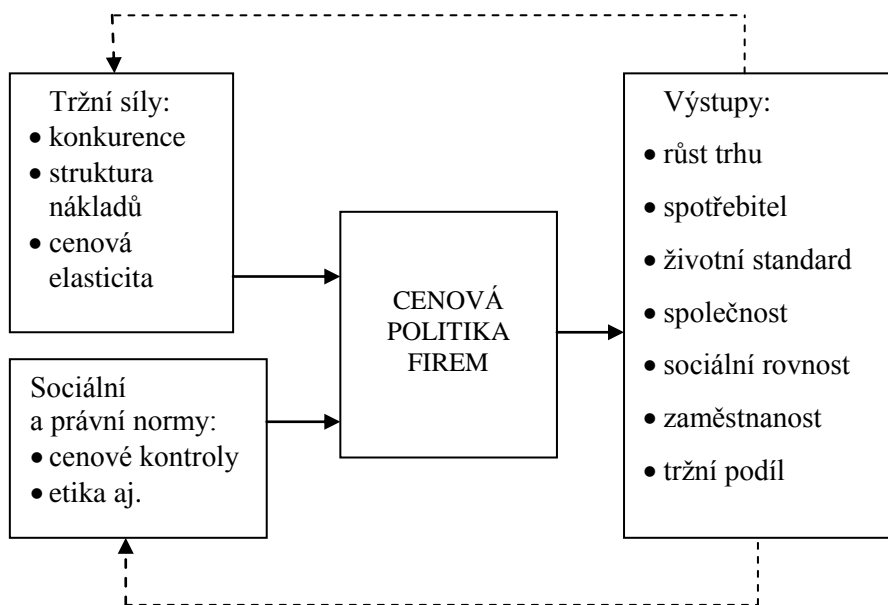 Tržní síly:
• konkurence
• struktura
nákladů
• cenová
elasticita
Sociální
a právní normy:
• cenové kontroly
• etika aj.
CENOVÁ
POLITIKA
FIREM
Výstupy:
• růst trhu
• spotřebitel
• životní standard
• společnost
• sociální rovnost
• zaměstnanost
• tržní podíl